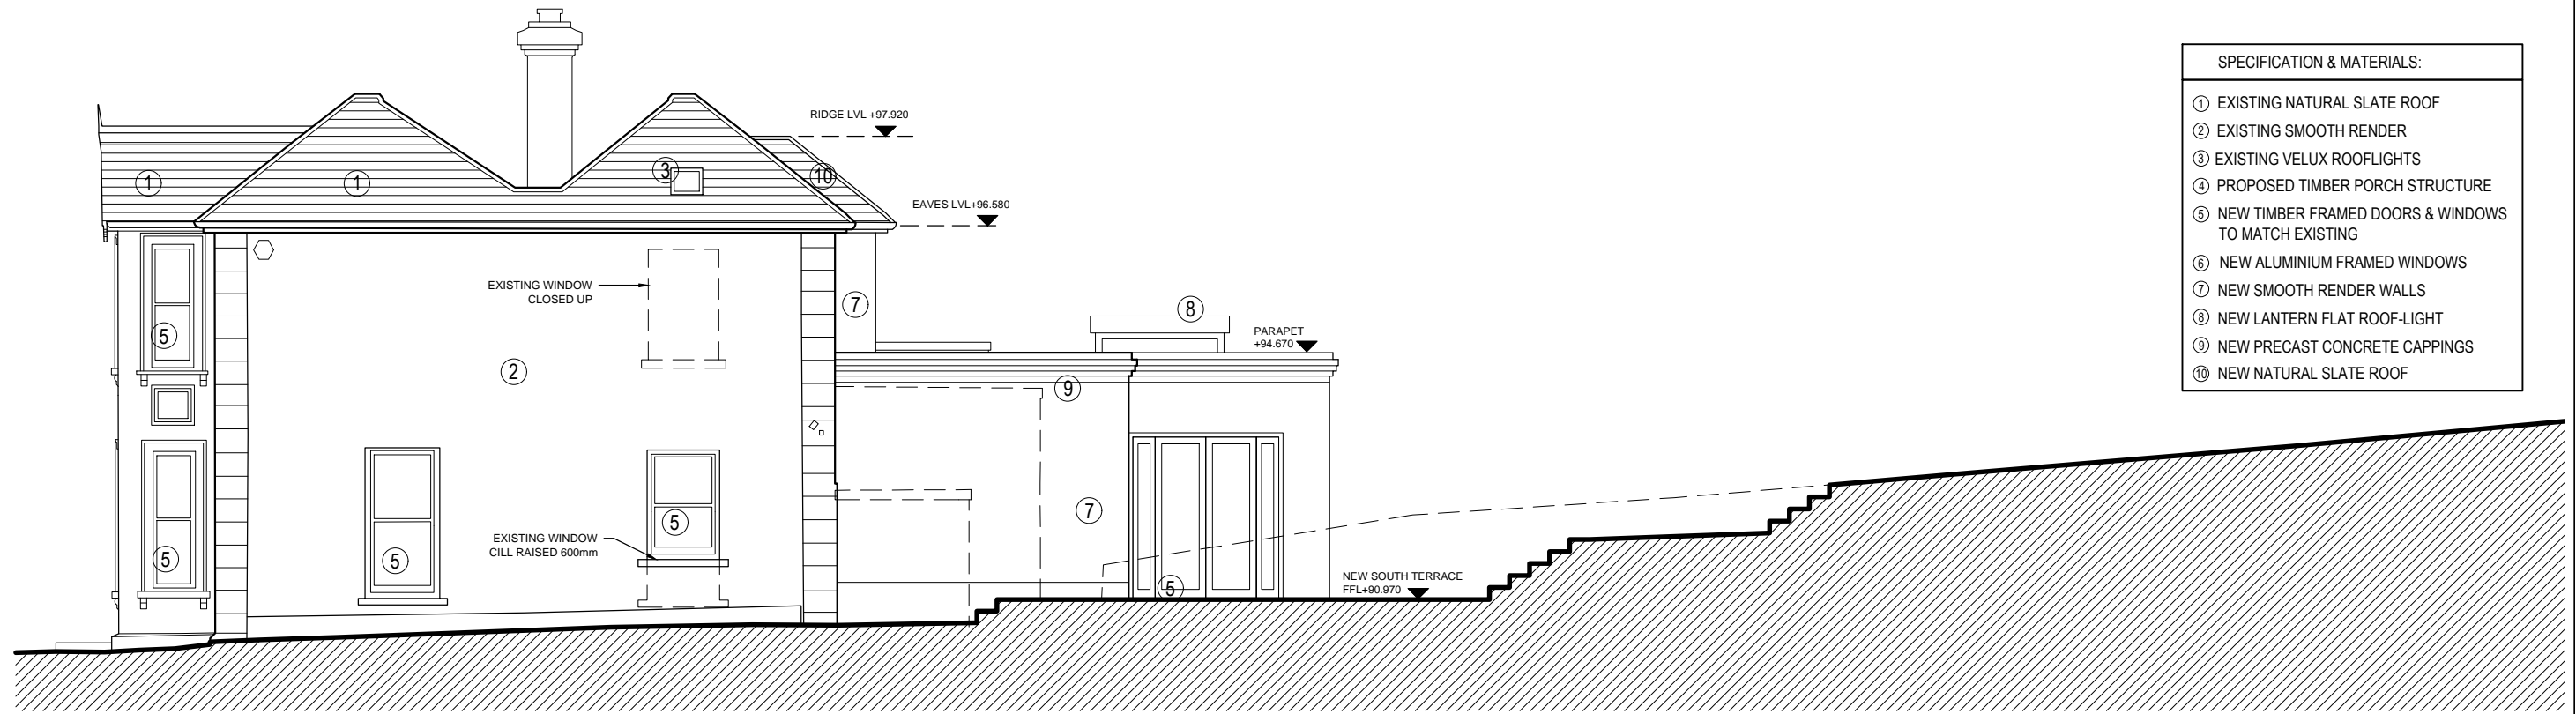 RIDGE LVL +97.920
EAVES LVL+96.580
EXISTING WINDOW
CLOSED UP
PARAPET
+94.670
EXISTING WINDOW
CILL RAISED 600mm
NEW SOUTH TERRACE
FFL+90.970
1
1
3
10
5
7
8
2
9
7
5
5
5
5
SPECIFICATION & MATERIALS:
1 EXISTING NATURAL SLATE ROOF
2 EXISTING SMOOTH RENDER
3 EXISTING VELUX ROOFLIGHTS
4 PROPOSED TIMBER PORCH STRUCTURE
5 NEW TIMBER FRAMED DOORS & WINDOWS
TO MATCH EXISTING
6 NEW ALUMINIUM FRAMED WINDOWS
7 NEW SMOOTH RENDER WALLS
8 NEW LANTERN FLAT ROOF-LIGHT
9 NEW PRECAST CONCRETE CAPPINGS
10 NEW NATURAL SLATE ROOF